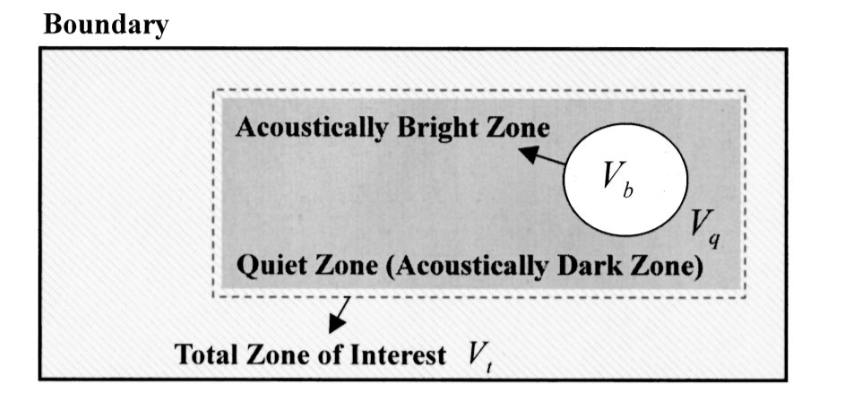 Boundary
Acoustically Bright Zone
V_b
V_q
Quiet Zone (Acoustically Dark Zone)
Total Zone of Interest V_t